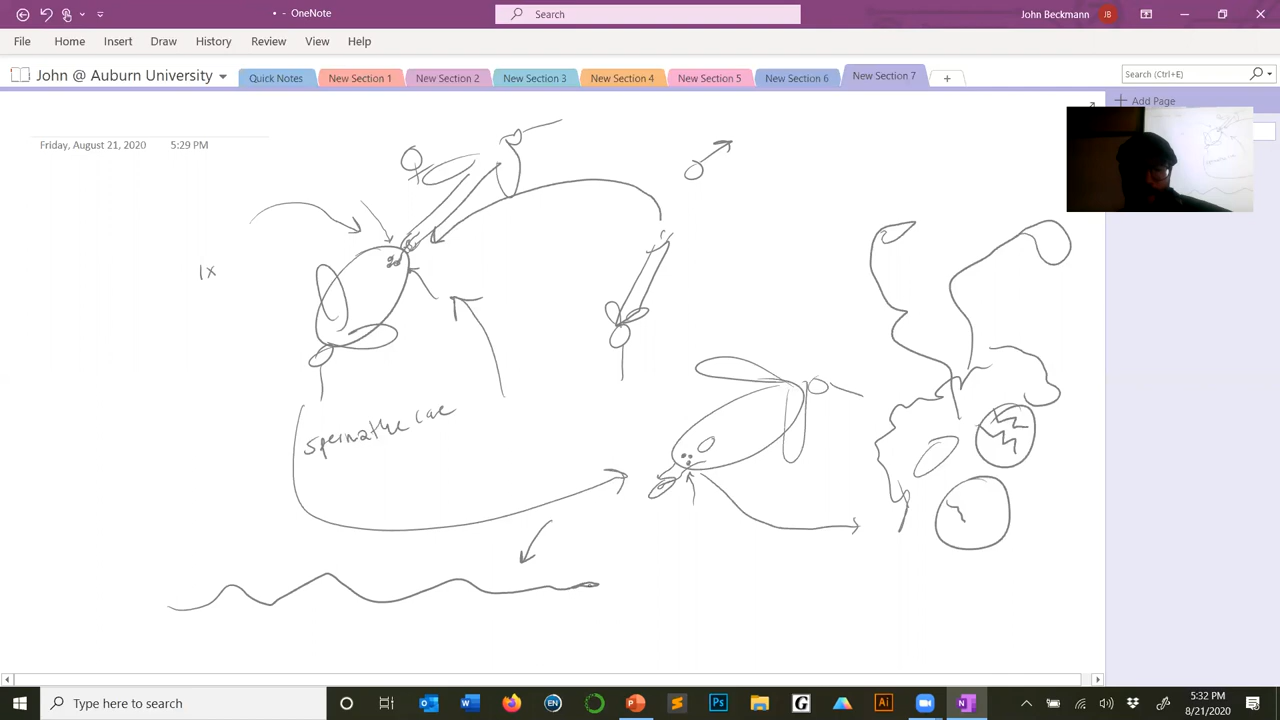 OneNote
Search
John Beckmann
JB
File Home Insert Draw History Review View Help
John @ Auburn University
Quick Notes
New Section 1
New Section 2
New Section 3
New Section 4
New Section 5
New Section 6
New Section 7
Search (Ctrl+E)
Add Page
Friday, August 21, 2020 5:29 PM
♀
♂
1x
spermathecae
Type here to search
5:32 PM
8/21/2020